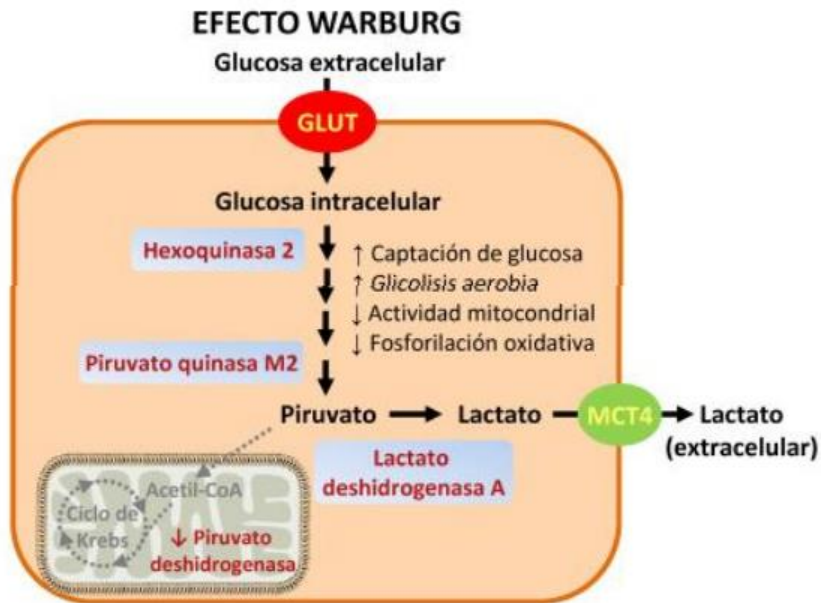 EFECTO WARBURG
Glucosa extracelular
GLUT
Glucosa intracelular
Hexoquinasa 2
↑ Captación de glucosa
↑ Glicolisis aerobia
↓ Actividad mitocondrial
↓ Fosforilación oxidativa
Piruvato quinasa M2
Piruvato
Lactato
MCT4
Lactato
(extracelular)
Lactato
deshidrogenasa A
Acetil-CoA
Ciclo de
Krebs
↓ Piruvato
deshidrogenasa